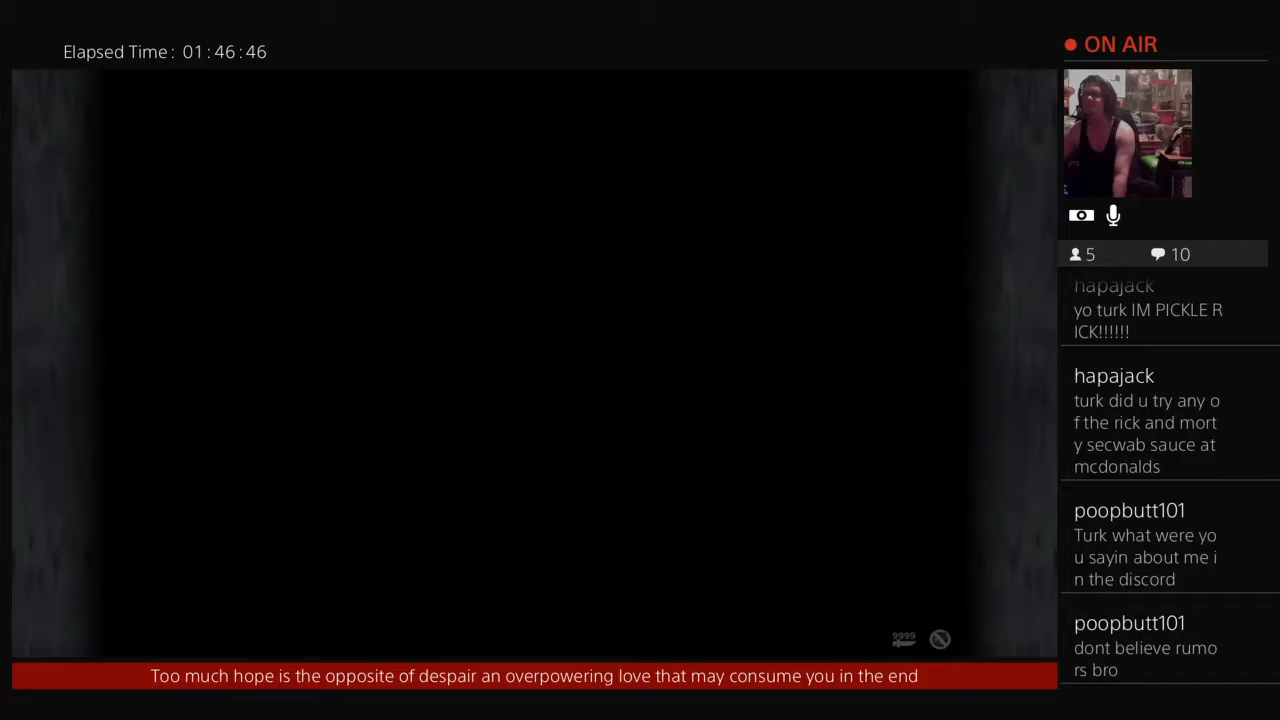 Elapsed Time: 01:46:46
ON AIR
5 10
hapajack
yo turk IM PICKLE R
ICK!!!!!!
hapajack
turk did u try any o
f the rick and mort
y secwab sauce at
mcdonalds
poopbutt101
Turk what were yo
u sayin about me i
n the discord
poopbutt101
dont believe rumo
rs bro
9999
Too much hope is the opposite of despair an overpowering love that may consume you in the end